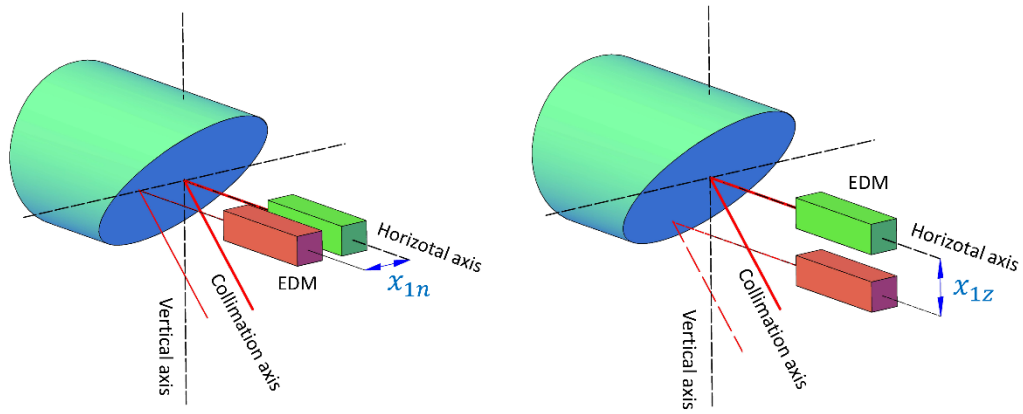 Horizotal axis
EDM
x₁ₙ
Collimation axis
Vertical axis
EDM
Horizotal axis
x₁z
Collimation axis
Vertical axis